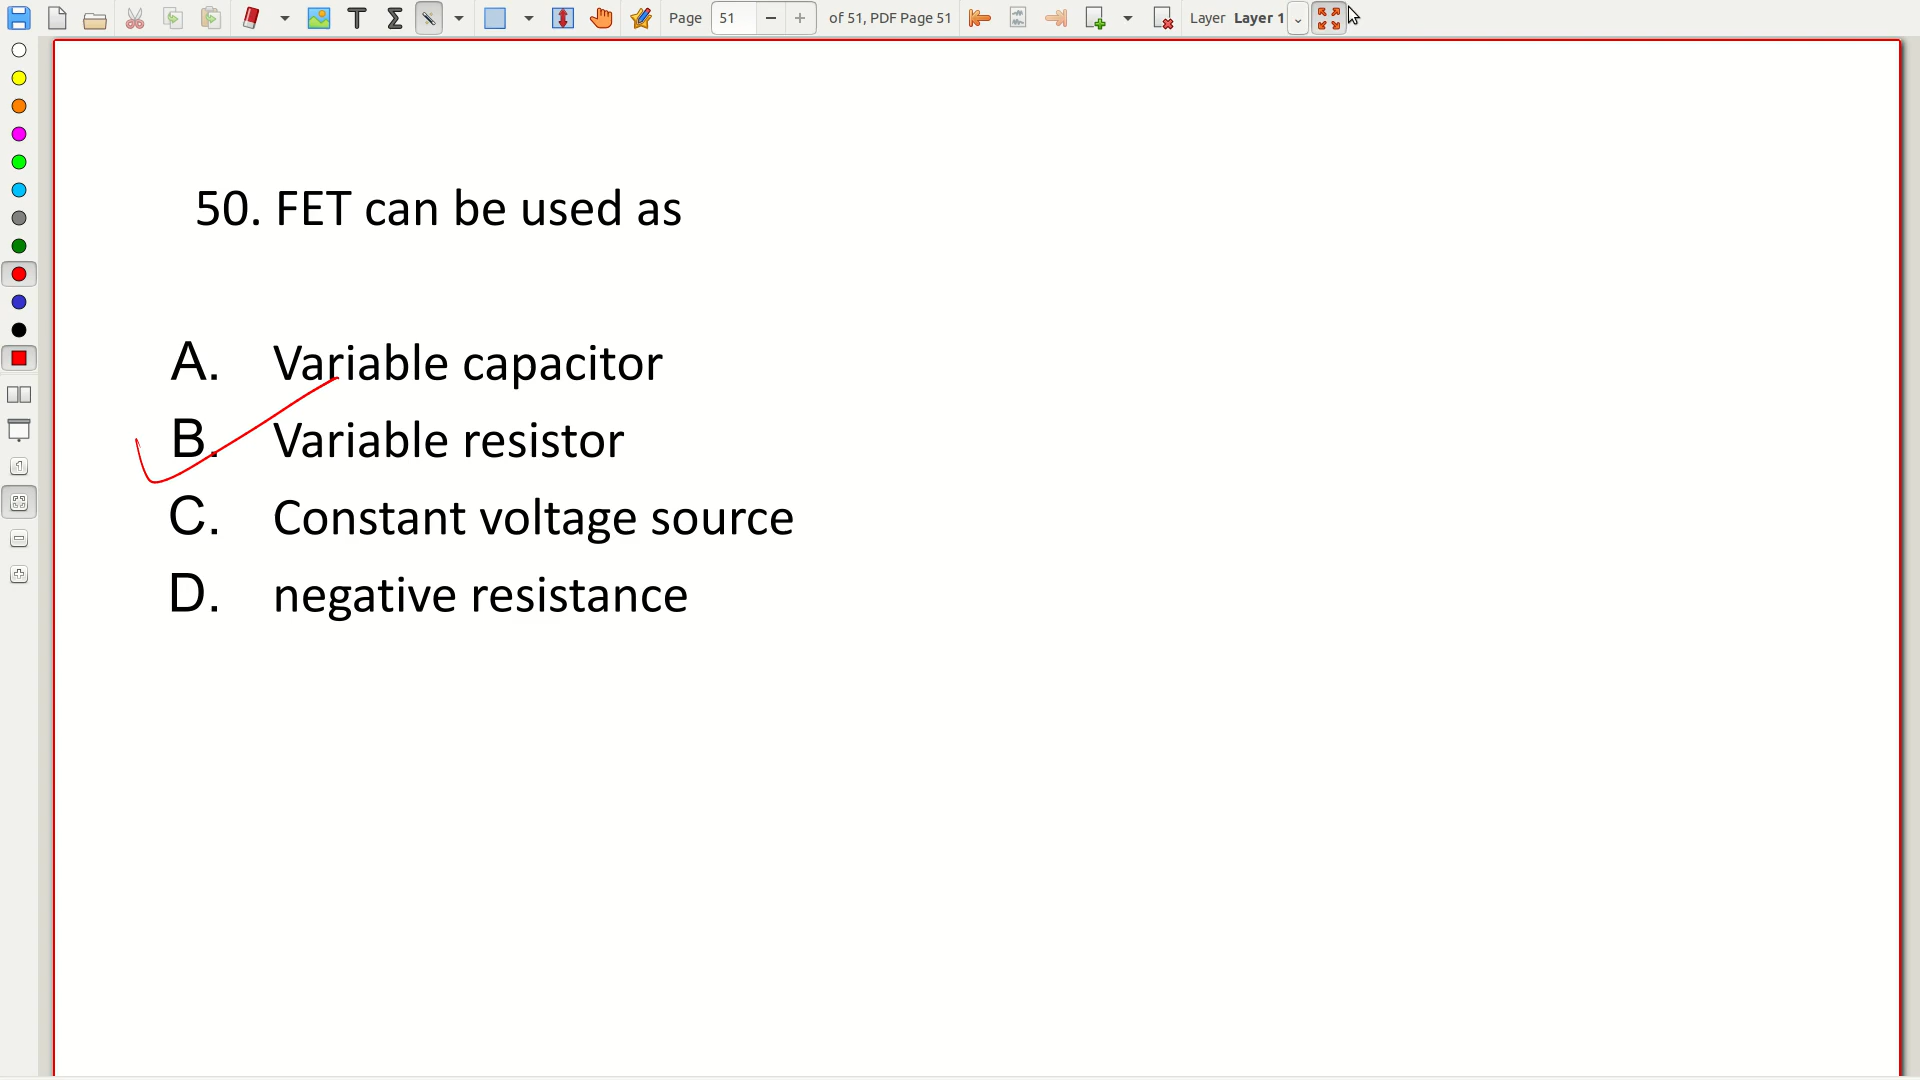 Page 51 of 51, PDF Page 51 Layer Layer 1
50. FET can be used as
A. Variable capacitor
B. Variable resistor
C. Constant voltage source
D. negative resistance